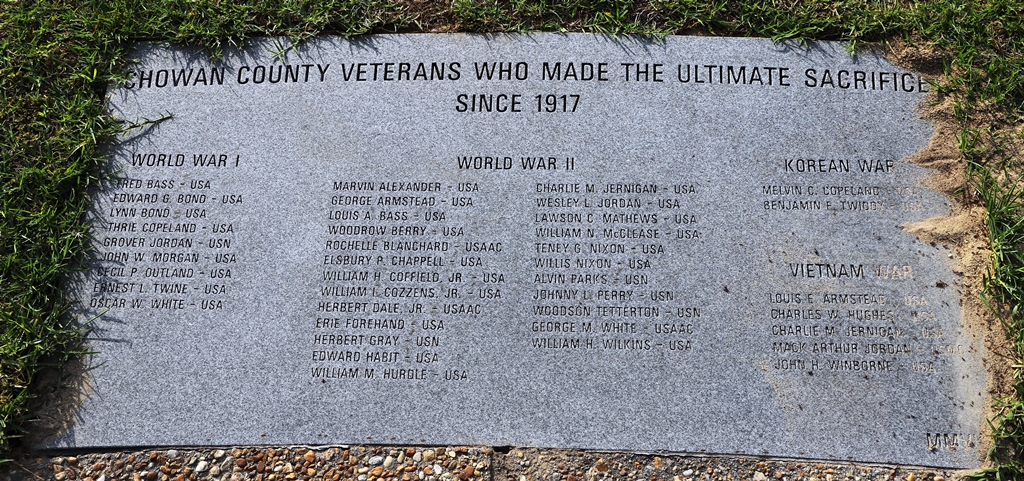 CHOWAN COUNTY VETERANS WHO MADE THE ULTIMATE SACRIFICE
SINCE 1917
WORLD WAR I
FRED BASS - USA
EDWARD G. BOND - USA
LYNN BOND - USA
THRIE COPELAND - USA
GROVER JORDAN - USN
JOHN W. MORGAN - USA
CECIL P. OUTLAND - USA
ERNEST L. TWINE - USA
OSCAR W. WHITE - USA
WORLD WAR II
MARVIN ALEXANDER - USA
GEORGE ARMSTEAD - USA
LOUIS A. BASS - USA
WOODROW BERRY - USA
ROCHELLE BLANCHARD - USAAC
ELSBURY P. CHAPPELL - USA
WILLIAM H. COFFIELD, JR. - USA
WILLIAM I. COZZENS, JR. - USA
HERBERT DALE, JR. - USAAC
ERIE FOREHAND - USA
HERBERT GRAY - USN
EDWARD HABIT - USA
WILLIAM M. HURDLE - USA
CHARLIE M. JERNIGAN - USA
WESLEY L. JORDAN - USA
LAWSON C. MATHEWS - USA
WILLIAM N. McCLEASE - USA
TENEY G. NIXON - USA
WILLIS NIXON - USA
ALVIN PARKS - USN
JOHNNY L. PERRY - USN
WOODSON TETTERTON - USN
GEORGE M. WHITE - USAAC
WILLIAM H. WILKINS - USA
KOREAN WAR
MELVIN C. COPELAND -
BENJAMIN E. TWIDDY -
VIETNAM WAR
LOUIS E. ARMSTEAD - USA
CHARLES W. HUGHES -
CHARLIE M. JERNIGAN -
MACK ARTHUR JORDAN -
JOHN H. WINBORNE - USA